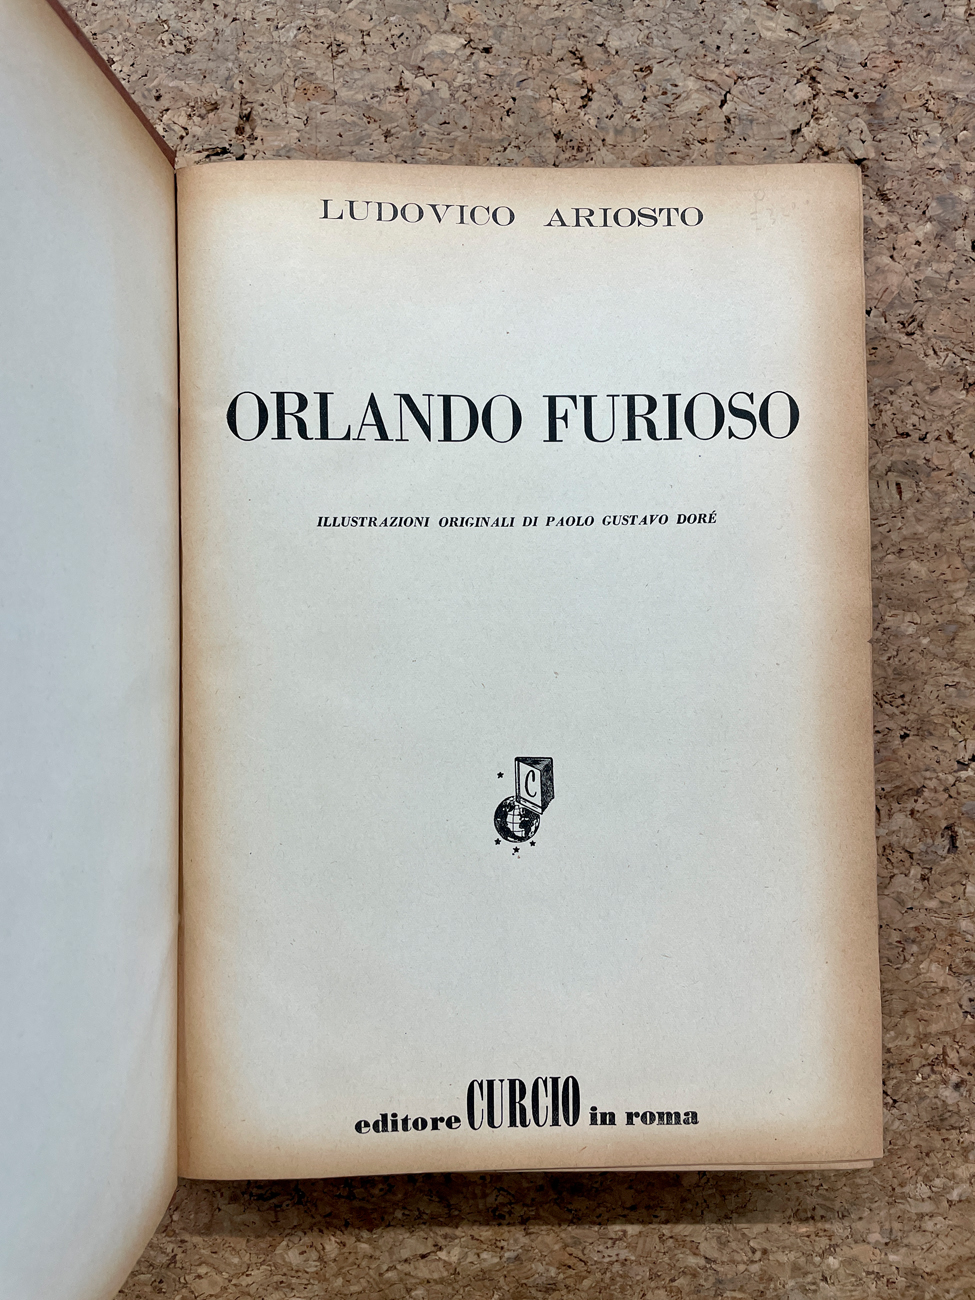 LUDOVICO ARIOSTO
ORLANDO FURIOSO
ILLUSTRAZIONI ORIGINALI DI PAOLO GUSTAVO DORÉ
C
editore CURCIO in roma